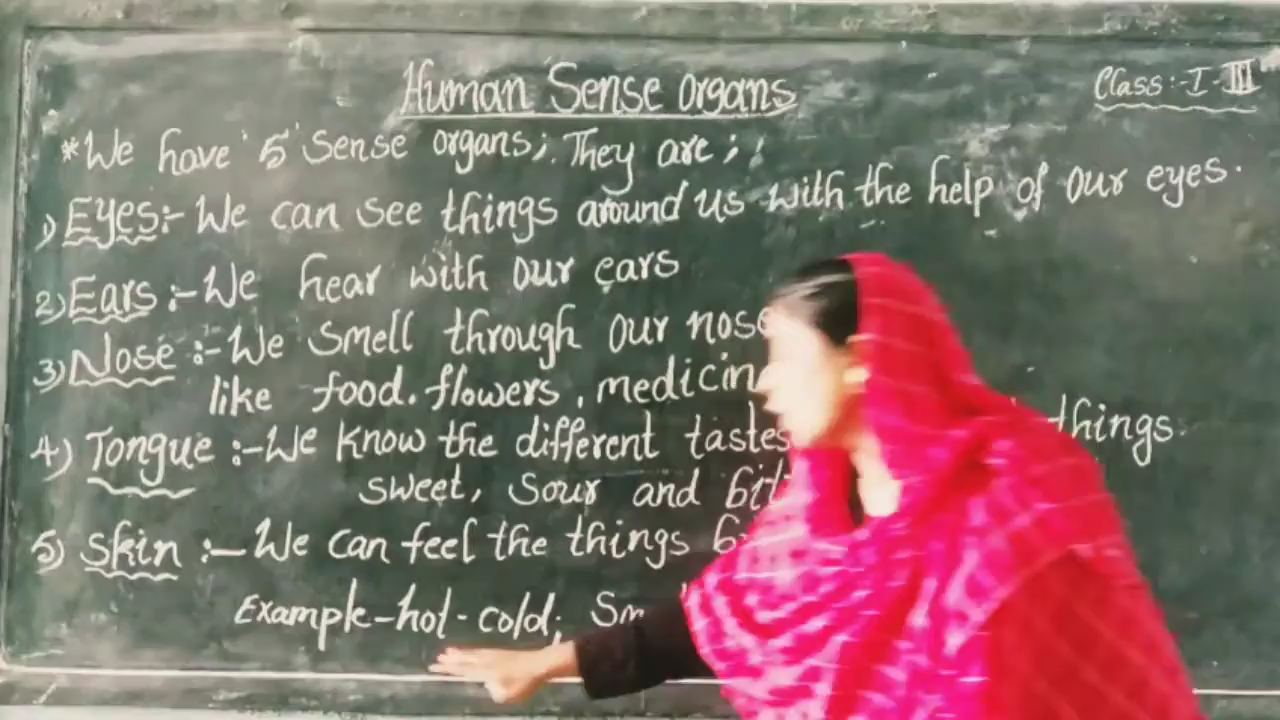 Human Sense organs
Class:-I-III
*We have '5' Sense organs; They are;
1) Eyes:- We can see things around us with the help of our eyes.
2) Ears:-We hear with our ears
3) Nose:-We smell through our nose
like food. flowers, medicin
4) Tongue:-We know the different tastes things.
sweet, sour and
5) Skin:-We can feel the things
Example-hot-cold; Sm